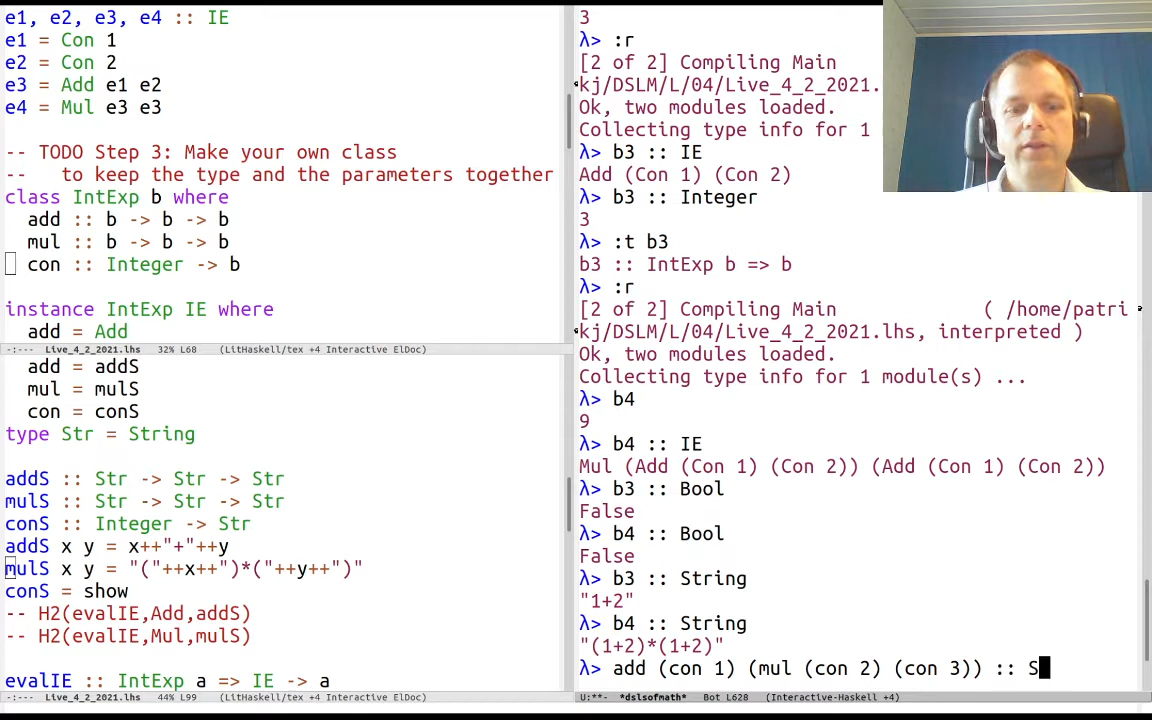 e1, e2, e3, e4 :: IE
e1 = Con 1
e2 = Con 2
e3 = Add e1 e2
e4 = Mul e3 e3
-- TODO Step 3: Make your own class
--   to keep the type and the parameters together
class IntExp b where
  add :: b -> b -> b
  mul :: b -> b -> b
  con :: Integer -> b
instance IntExp IE where
  add = Add
-:---  Live_4_2_2021.lhs  32% L68   (LitHaskell/tex +4 Interactive ElDoc)
  add = addS
  mul = mulS
  con = conS
type Str = String
addS :: Str -> Str -> Str
mulS :: Str -> Str -> Str
conS :: Integer -> Str
addS x y = x++"+"++y
mulS x y = "("++x++")*("++y++")"
conS = show
-- H2(evalIE,Add,addS)
-- H2(evalIE,Mul,mulS)
evalIE :: IntExp a => IE -> a
-:---  Live_4_2_2021.lhs  44% L99   (LitHaskell/tex +4 Interactive ElDoc)
3
λ> :r
[2 of 2] Compiling Main
kj/DSLM/L/04/Live_4_2_2021.
Ok, two modules loaded.
Collecting type info for 1
λ> b3 :: IE
Add (Con 1) (Con 2)
λ> b3 :: Integer
3
λ> :t b3
b3 :: IntExp b => b
λ> :r
[2 of 2] Compiling Main             ( /home/patri
kj/DSLM/L/04/Live_4_2_2021.lhs, interpreted )
Ok, two modules loaded.
Collecting type info for 1 module(s) ...
λ> b4
9
λ> b4 :: IE
Mul (Add (Con 1) (Con 2)) (Add (Con 1) (Con 2))
λ> b3 :: Bool
False
λ> b4 :: Bool
False
λ> b3 :: String
"1+2"
λ> b4 :: String
"(1+2)*(1+2)"
λ> add (con 1) (mul (con 2) (con 3)) :: S
U:**-  *dslsofmath*   Bot L628   (Interactive-Haskell +4)